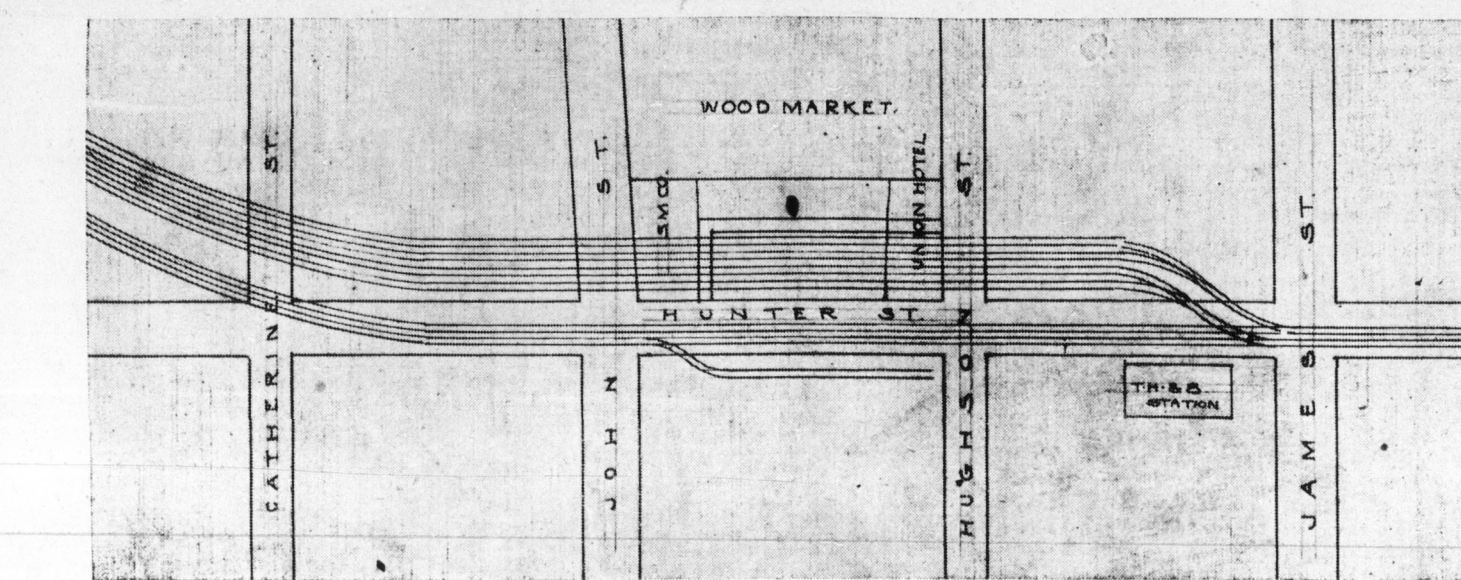 WOOD MARKET.
CATHERINE ST.
JOHN ST.
S M CO.
UNION HOTEL
HUGHSON ST.
JAMES ST.
HUNTER ST.
T.H. & B.
STATION